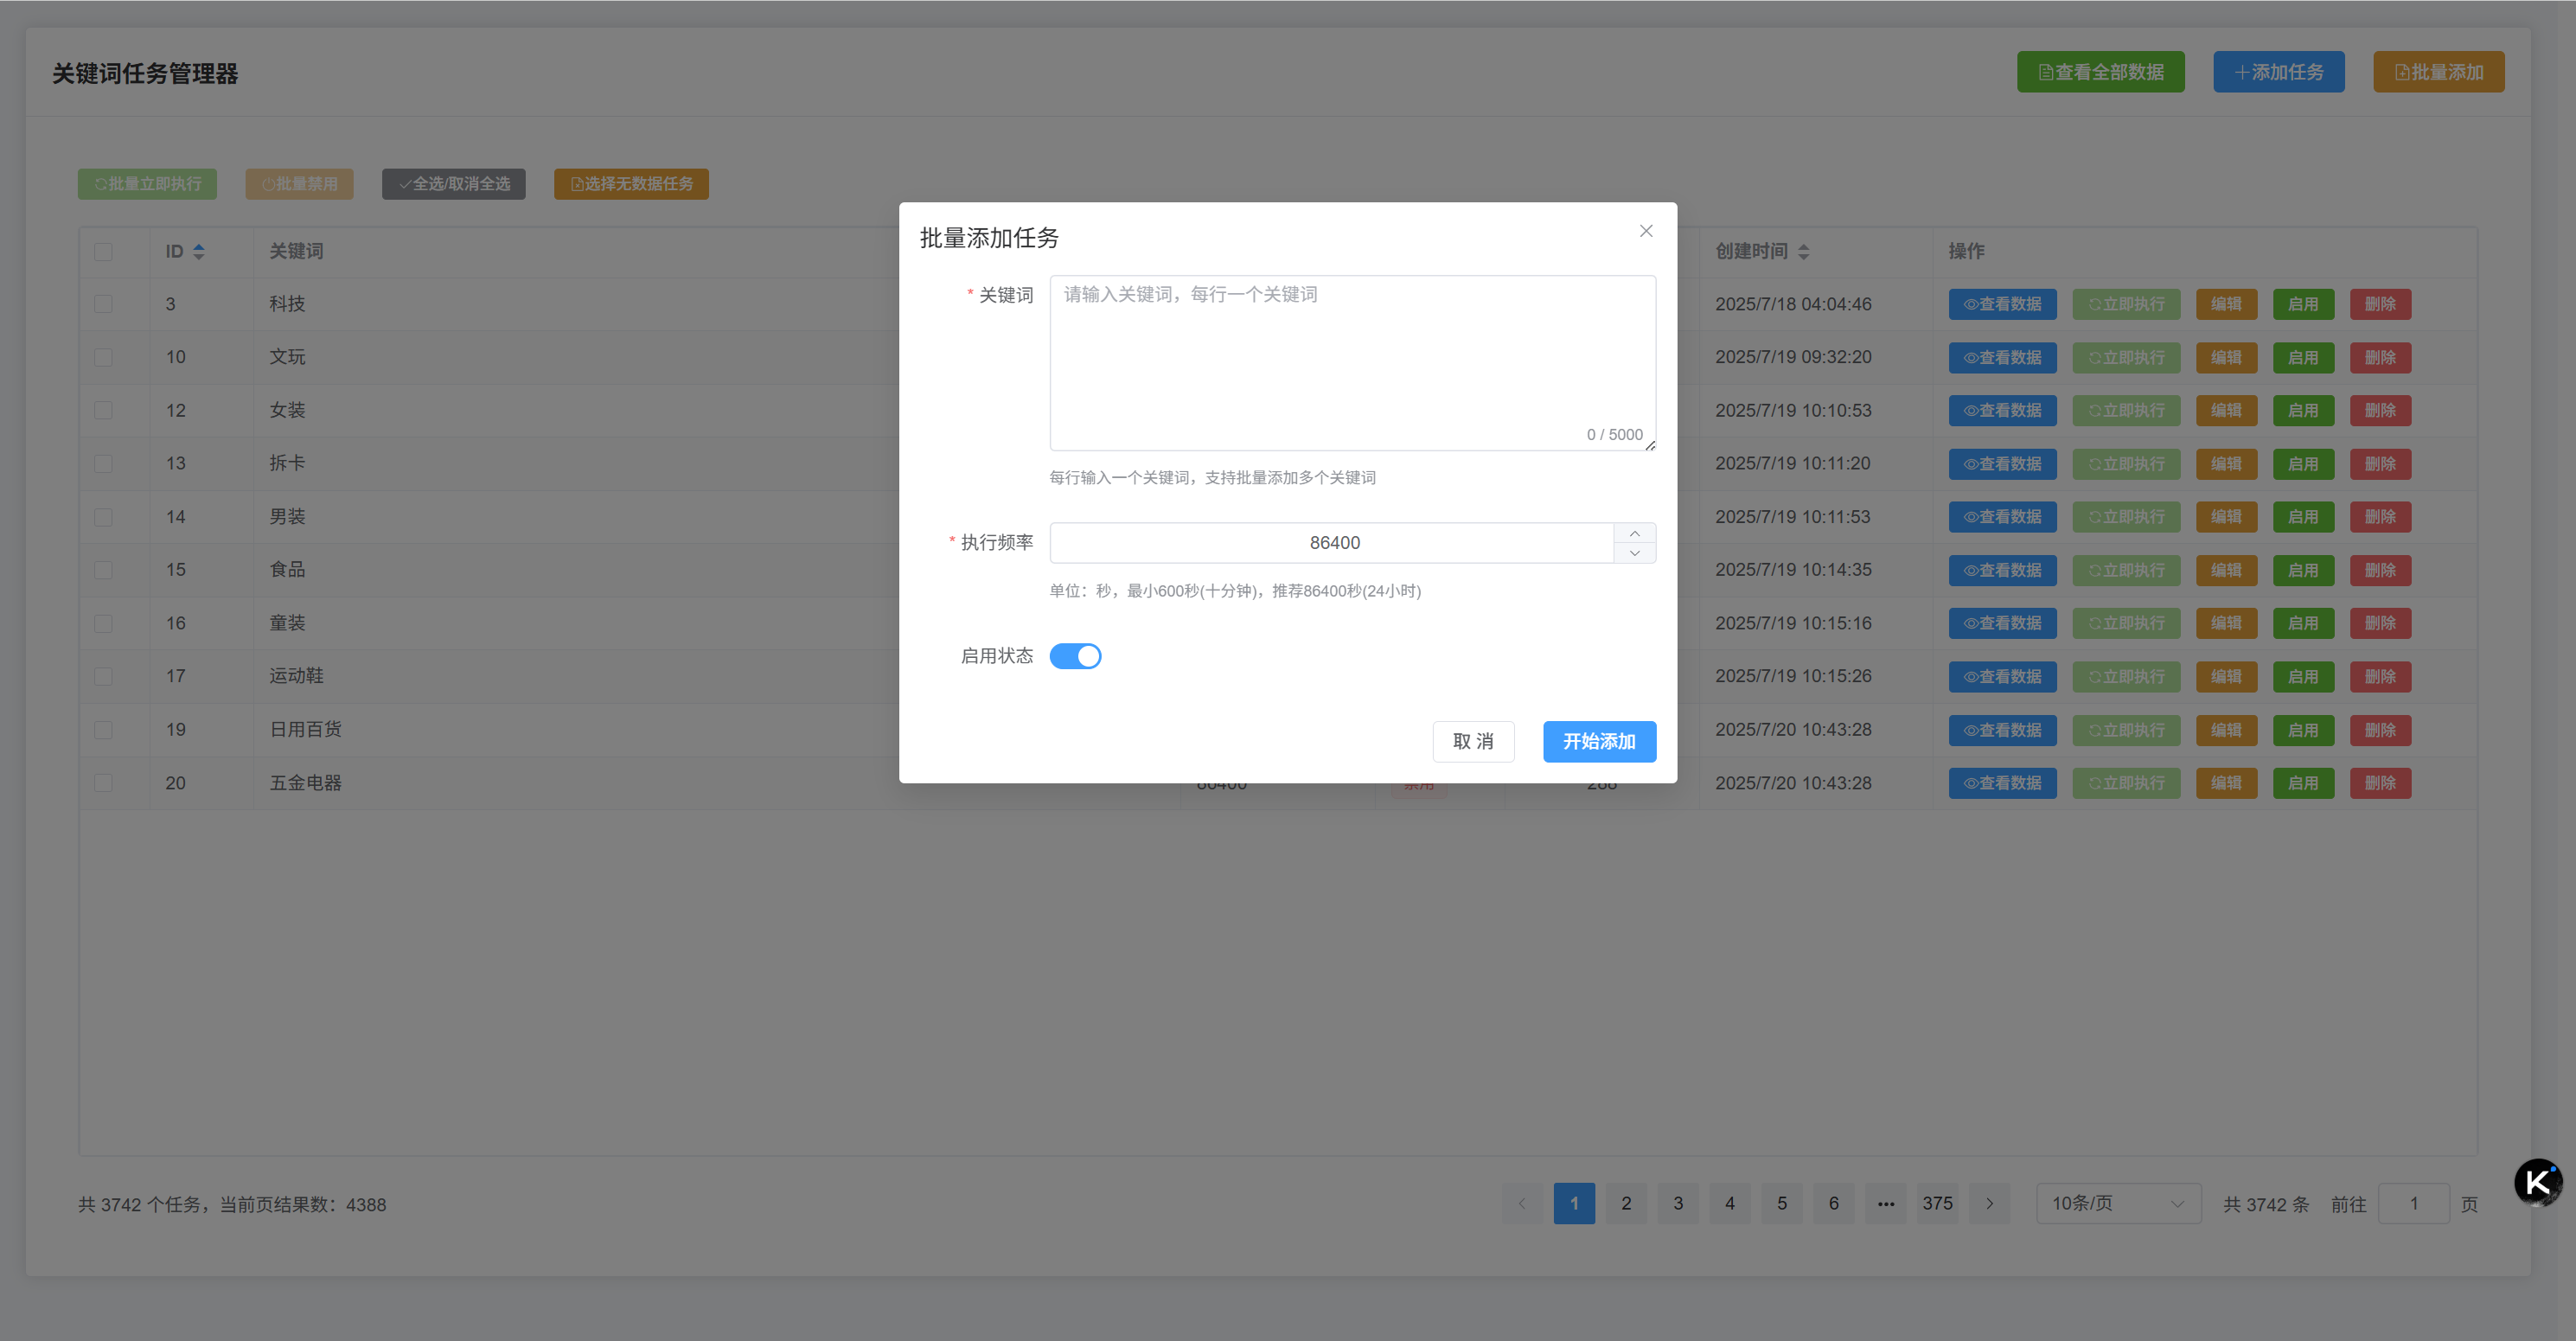 关键词任务管理器
查看全部数据 添加任务 批量添加
批量立即执行 批量禁用 全选/取消全选 选择无数据任务
批量添加任务
* 关键词 请输入关键词，每行一个关键词
0 / 5000
每行输入一个关键词，支持批量添加多个关键词
* 执行频率 86400
单位：秒，最小600秒(十分钟)，推荐86400秒(24小时)
启用状态
取 消 开始添加
ID 关键词 创建时间 操作
3 科技 2025/7/18 04:04:46 查看数据 立即执行 编辑 启用 删除
10 文玩 2025/7/19 09:32:20 查看数据 立即执行 编辑 启用 删除
12 女装 2025/7/19 10:10:53 查看数据 立即执行 编辑 启用 删除
13 拆卡 2025/7/19 10:11:20 查看数据 立即执行 编辑 启用 删除
14 男装 2025/7/19 10:11:53 查看数据 立即执行 编辑 启用 删除
15 食品 2025/7/19 10:14:35 查看数据 立即执行 编辑 启用 删除
16 童装 2025/7/19 10:15:16 查看数据 立即执行 编辑 启用 删除
17 运动鞋 2025/7/19 10:15:26 查看数据 立即执行 编辑 启用 删除
19 日用百货 2025/7/20 10:43:28 查看数据 立即执行 编辑 启用 删除
20 五金电器 86400 禁用 2025/7/20 10:43:28 查看数据 立即执行 编辑 启用 删除
共 3742 个任务，当前页结果数：4388
1 2 3 4 5 6 ••• 375 10条/页 共 3742 条 前往 1 页
K